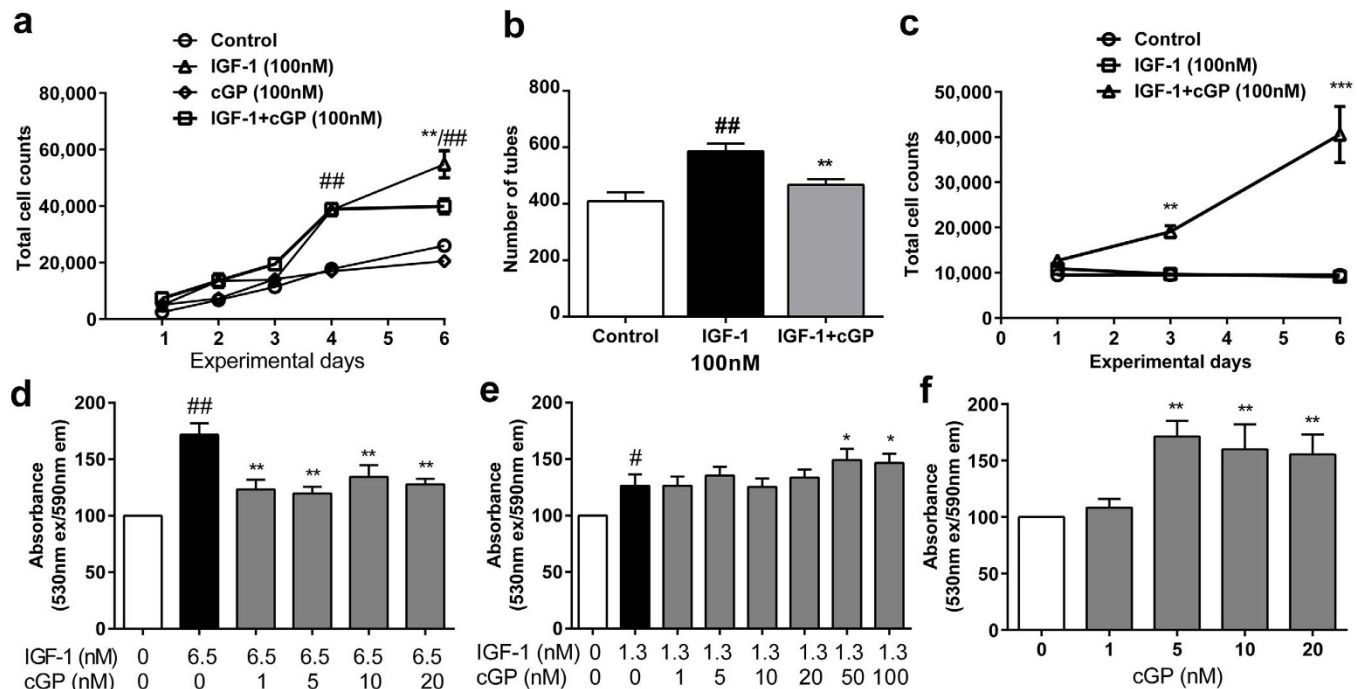 a
Control
IGF-1 (100nM)
cGP (100nM)
IGF-1+cGP (100nM)
80,000
60,000
40,000
20,000
0
Total cell counts
##
**/##
1 2 3 4 5 6
Experimental days
b
800
600
400
200
0
Number of tubes
##
**
Control IGF-1 IGF-1+cGP
100nM
c
Control
IGF-1 (100nM)
IGF-1+cGP (100nM)
50,000
40,000
30,000
20,000
10,000
0
Total cell counts
**
***
0 1 2 3 4 5 6
Experimental days
d
200
150
100
50
0
Absorbance
(530nm ex/590nm em)
##
** ** ** **
IGF-1 (nM) 0 6.5 6.5 6.5 6.5 6.5
cGP (nM) 0 0 1 5 10 20
e
200
150
100
50
0
Absorbance
(530nm ex/590nm em)
#
* *
IGF-1 (nM) 0 1.3 1.3 1.3 1.3 1.3 1.3 1.3
cGP (nM) 0 0 1 5 10 20 50 100
f
200
150
100
50
0
Absorbance
(530nm ex/590nm em)
** ** **
0 1 5 10 20
cGP (nM)